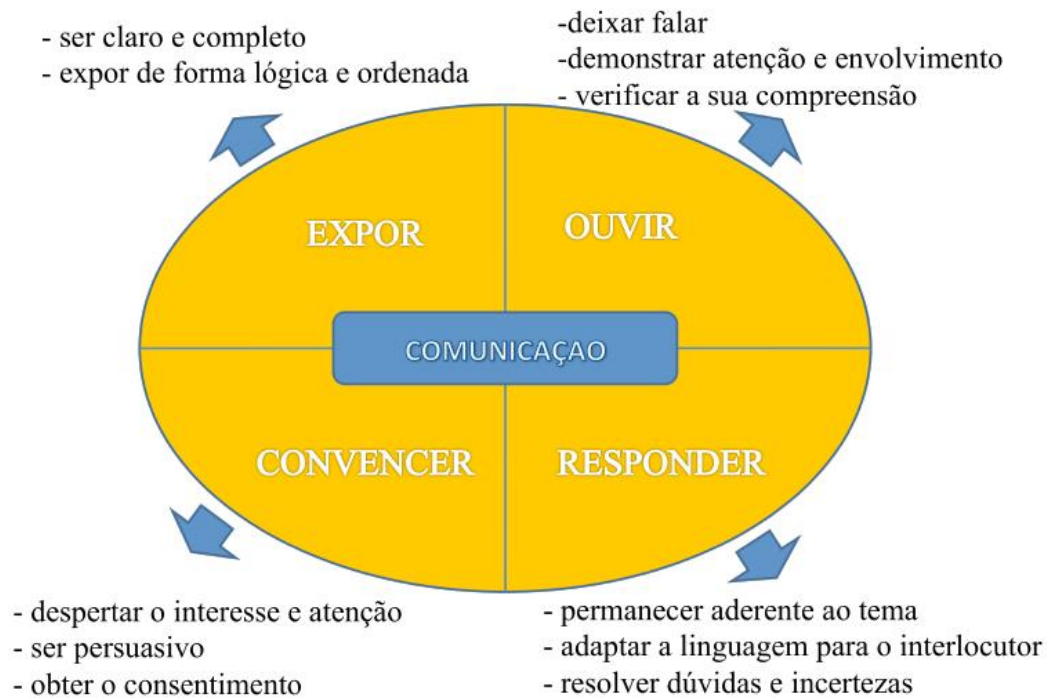 - ser claro e completo
- expor de forma lógica e ordenada
-deixar falar
-demonstrar atenção e envolvimento
- verificar a sua compreensão
EXPOR
OUVIR
COMUNICAÇAO
CONVENCER
RESPONDER
- despertar o interesse e atenção
- ser persuasivo
- obter o consentimento
- permanecer aderente ao tema
- adaptar a linguagem para o interlocutor
- resolver dúvidas e incertezas